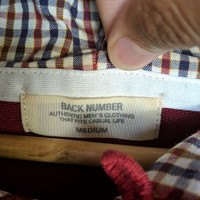 BACK NUMBER
AUTHENTIC MEN'S CLOTHING
THAT FITS CASUAL LIFE
MEDIUM